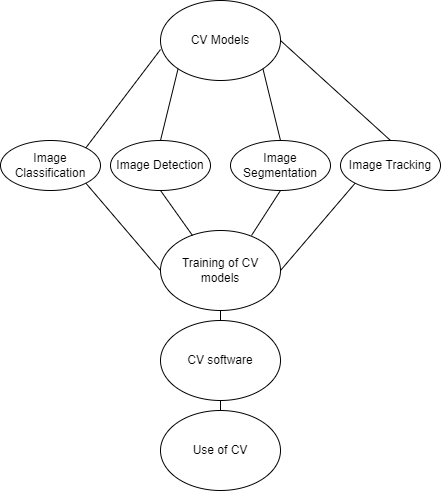 CV Models
Image
Classification
Image Detection
Image
Segmentation
Image Tracking
Training of CV
models
CV software
Use of CV